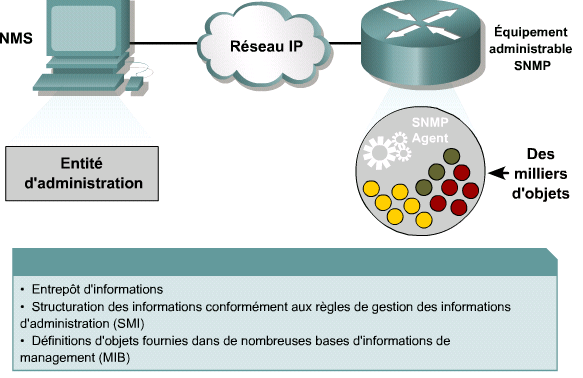 NMS
Réseau IP
Équipement
administrable
SNMP
Entité
d'administration
SNMP
Agent
Des
milliers
d'objets
• Entrepôt d'informations
• Structuration des informations conformément aux règles de gestion des informations
d'administration (SMI)
• Définitions d'objets fournies dans de nombreuses bases d'informations de
management (MIB)